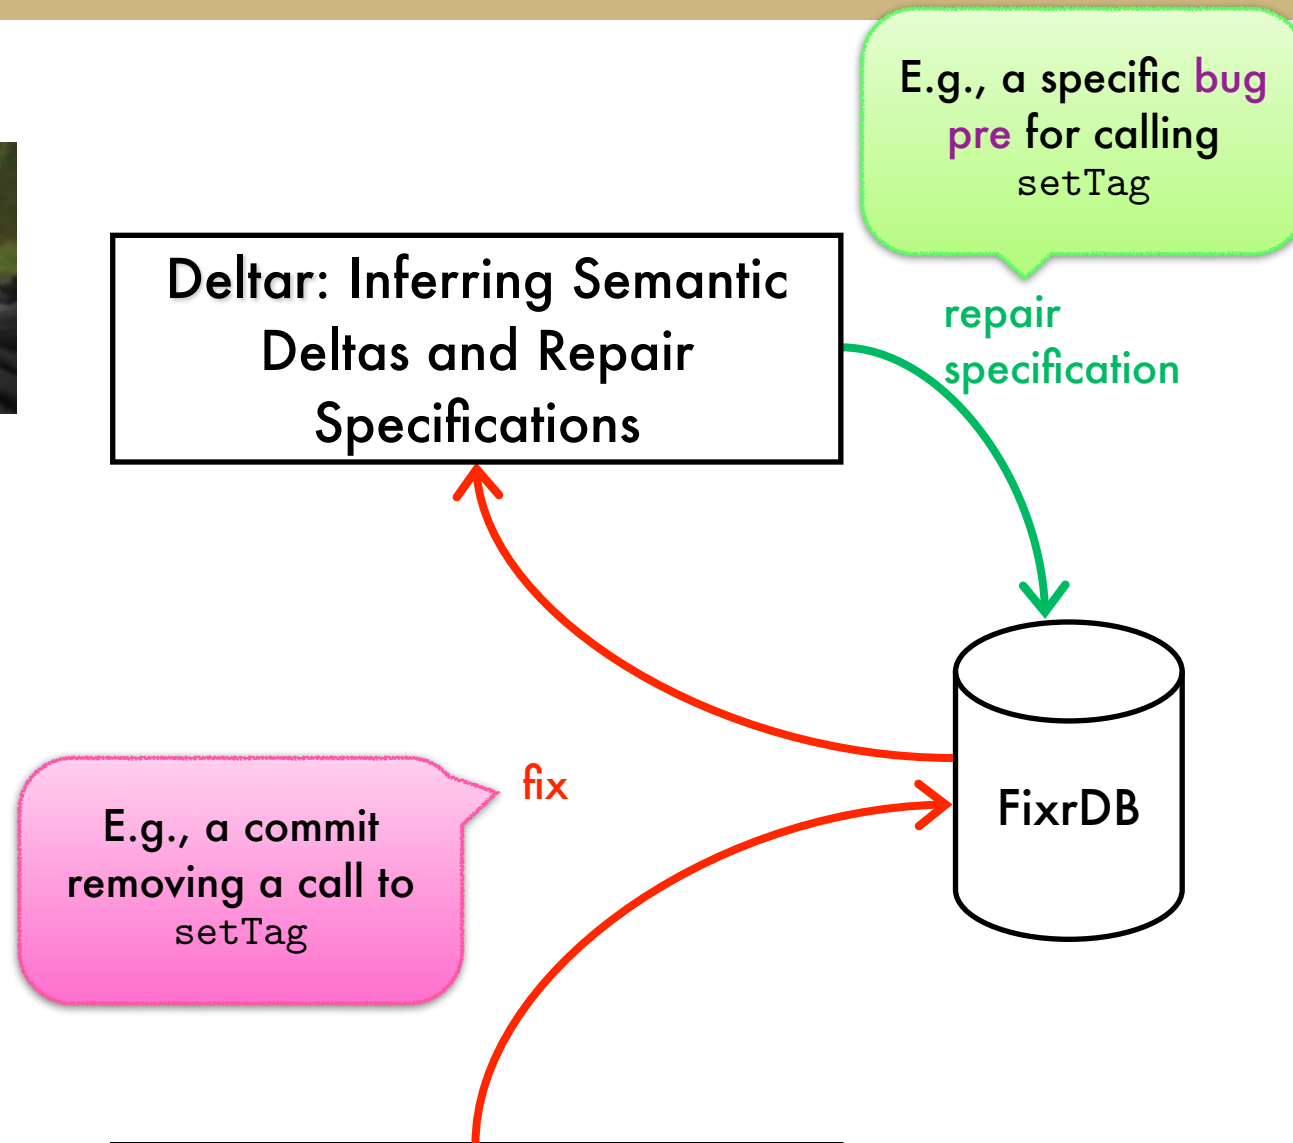 E.g., a specific bug
pre for calling
setTag
Deltar: Inferring Semantic
Deltas and Repair
Specifications
repair
specification
fix
E.g., a commit
removing a call to
setTag
FixrDB